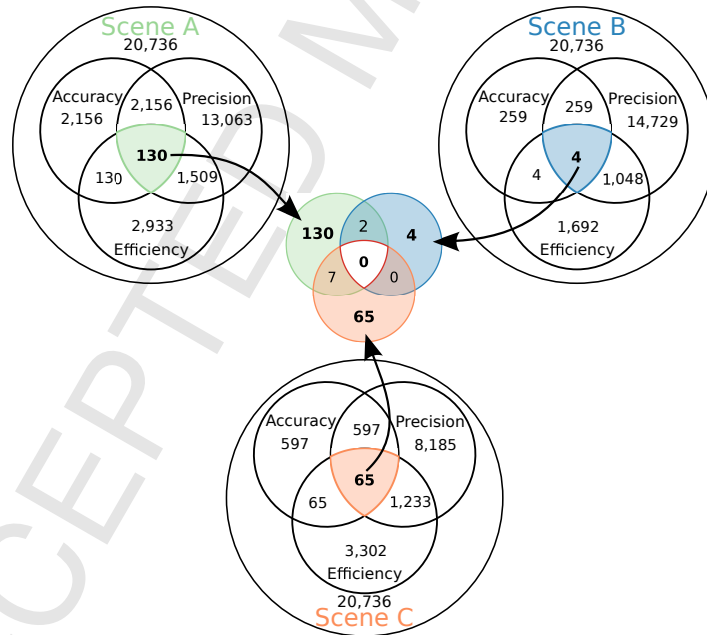 Scene A
20,736
Accuracy
2,156
2,156
Precision
13,063
130
130
1,509
2,933
Efficiency
Scene B
20,736
Accuracy
259
259
Precision
14,729
4
4
1,048
1,692
Efficiency
130
2
4
0
7
0
65
Accuracy
597
597
Precision
8,185
65
65
1,233
3,302
Efficiency
20,736
Scene C
CEPTED M